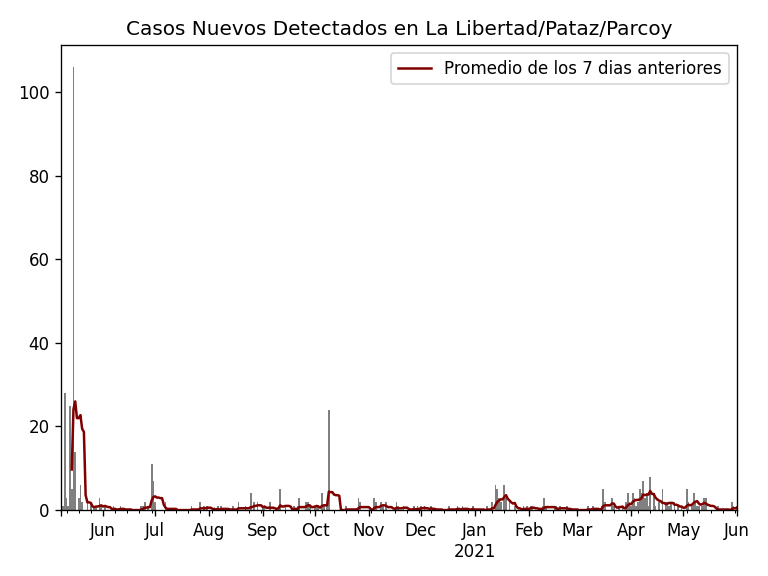 Casos Nuevos Detectados en La Libertad/Pataz/Parcoy
Promedio de los 7 dias anteriores
100
80
60
40
20
0
Jun Jul Aug Sep Oct Nov Dec Jan Feb Mar Apr May Jun
2021